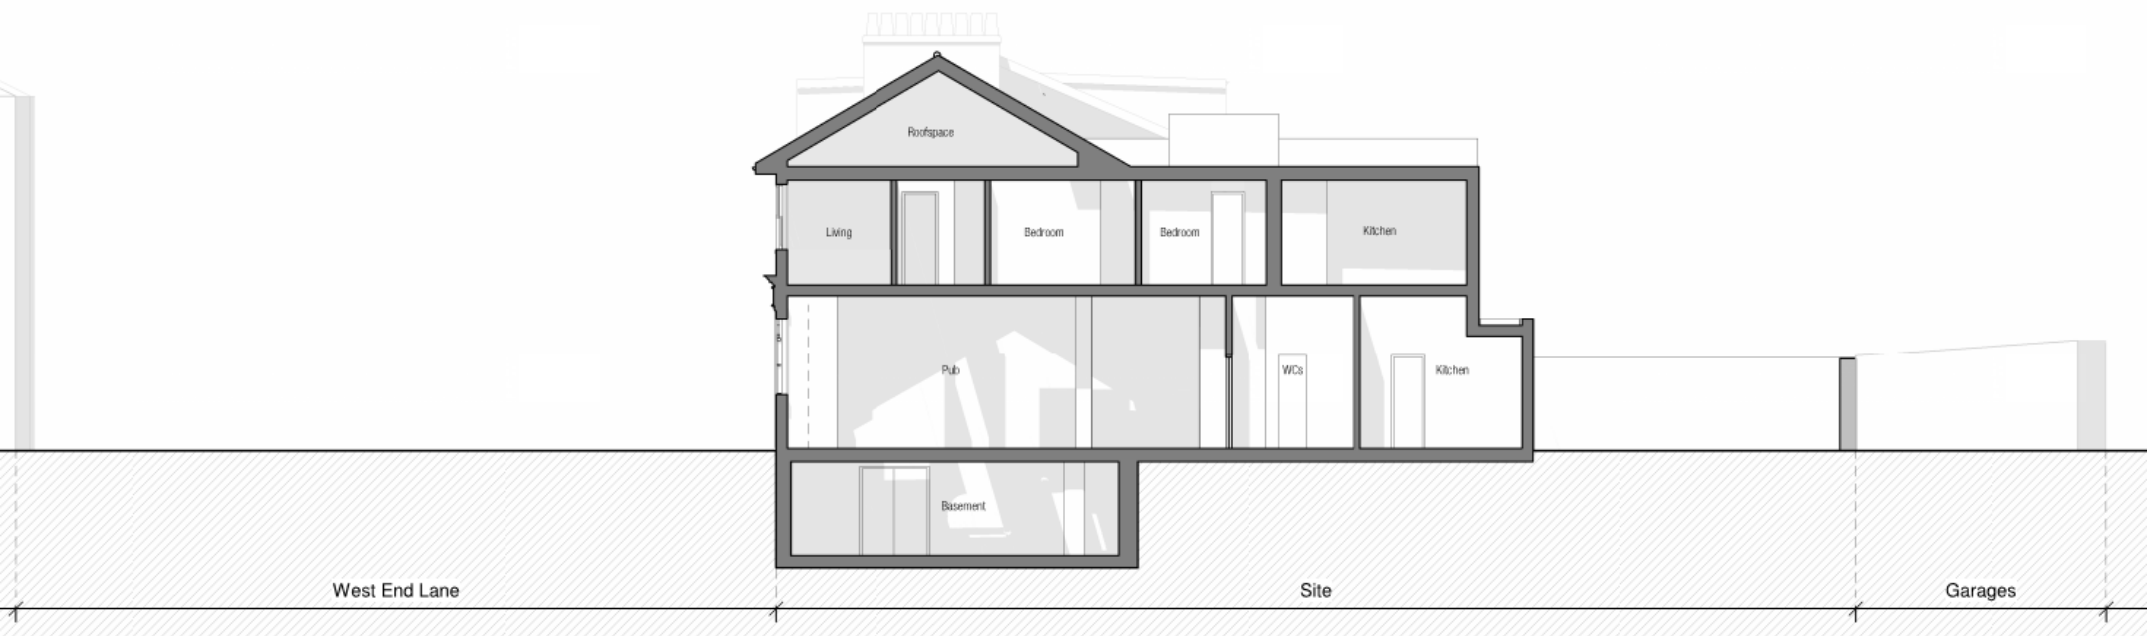 Roofspace
Living
Bedroom
Bedroom
Kitchen
Pub
WCs
Kitchen
Basement
West End Lane
Site
Garages